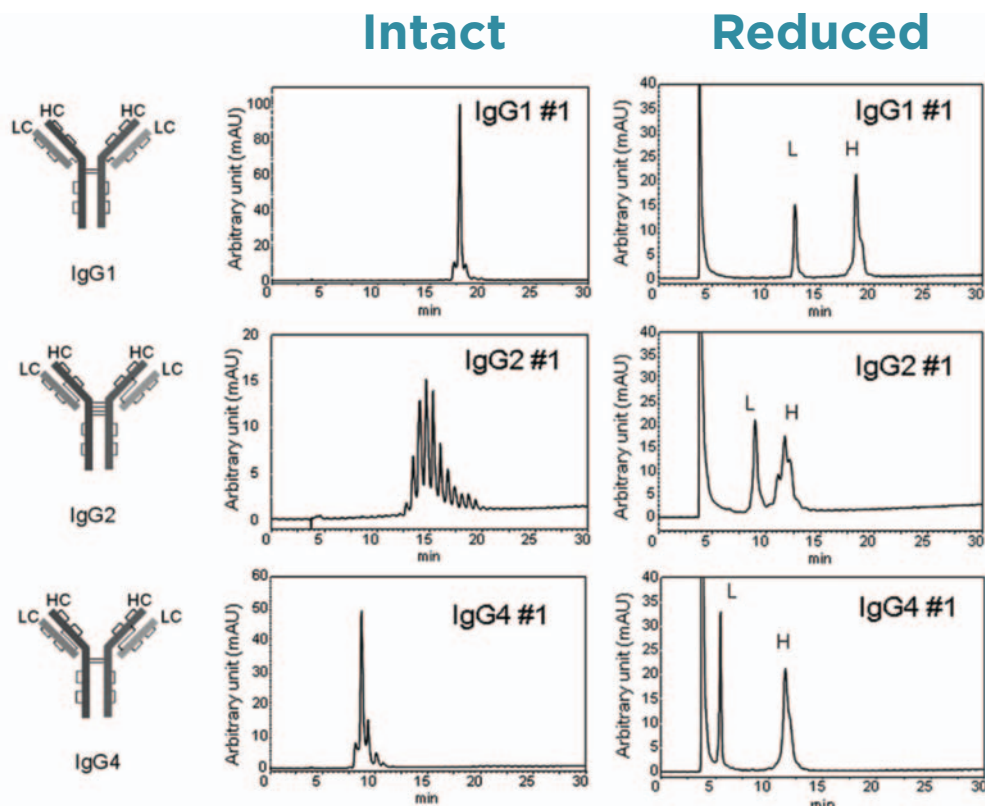 Intact Reduced
HC HC
LC LC
IgG1
Arbitrary unit (mAU)
100
80
60
40
20
0
IgG1 #1
0 5 10 15 20 25 30
min
Arbitrary unit (mAU)
40
35
30
25
20
15
10
5
0
IgG1 #1
L H
0 5 10 15 20 25 30
min
HC HC
LC LC
IgG2
Arbitrary unit (mAU)
20
15
10
5
0
IgG2 #1
0 5 10 15 20 25 30
min
Arbitrary unit (mAU)
40
35
30
25
20
15
10
5
0
IgG2 #1
L H
0 5 10 15 20 25 30
min
HC HC
LC LC
IgG4
Arbitrary unit (mAU)
60
50
40
30
20
10
0
IgG4 #1
0 5 10 15 20 25 30
min
Arbitrary unit (mAU)
40
35
30
25
20
15
10
5
0
L
IgG4 #1
H
0 5 10 15 20 25 30
min